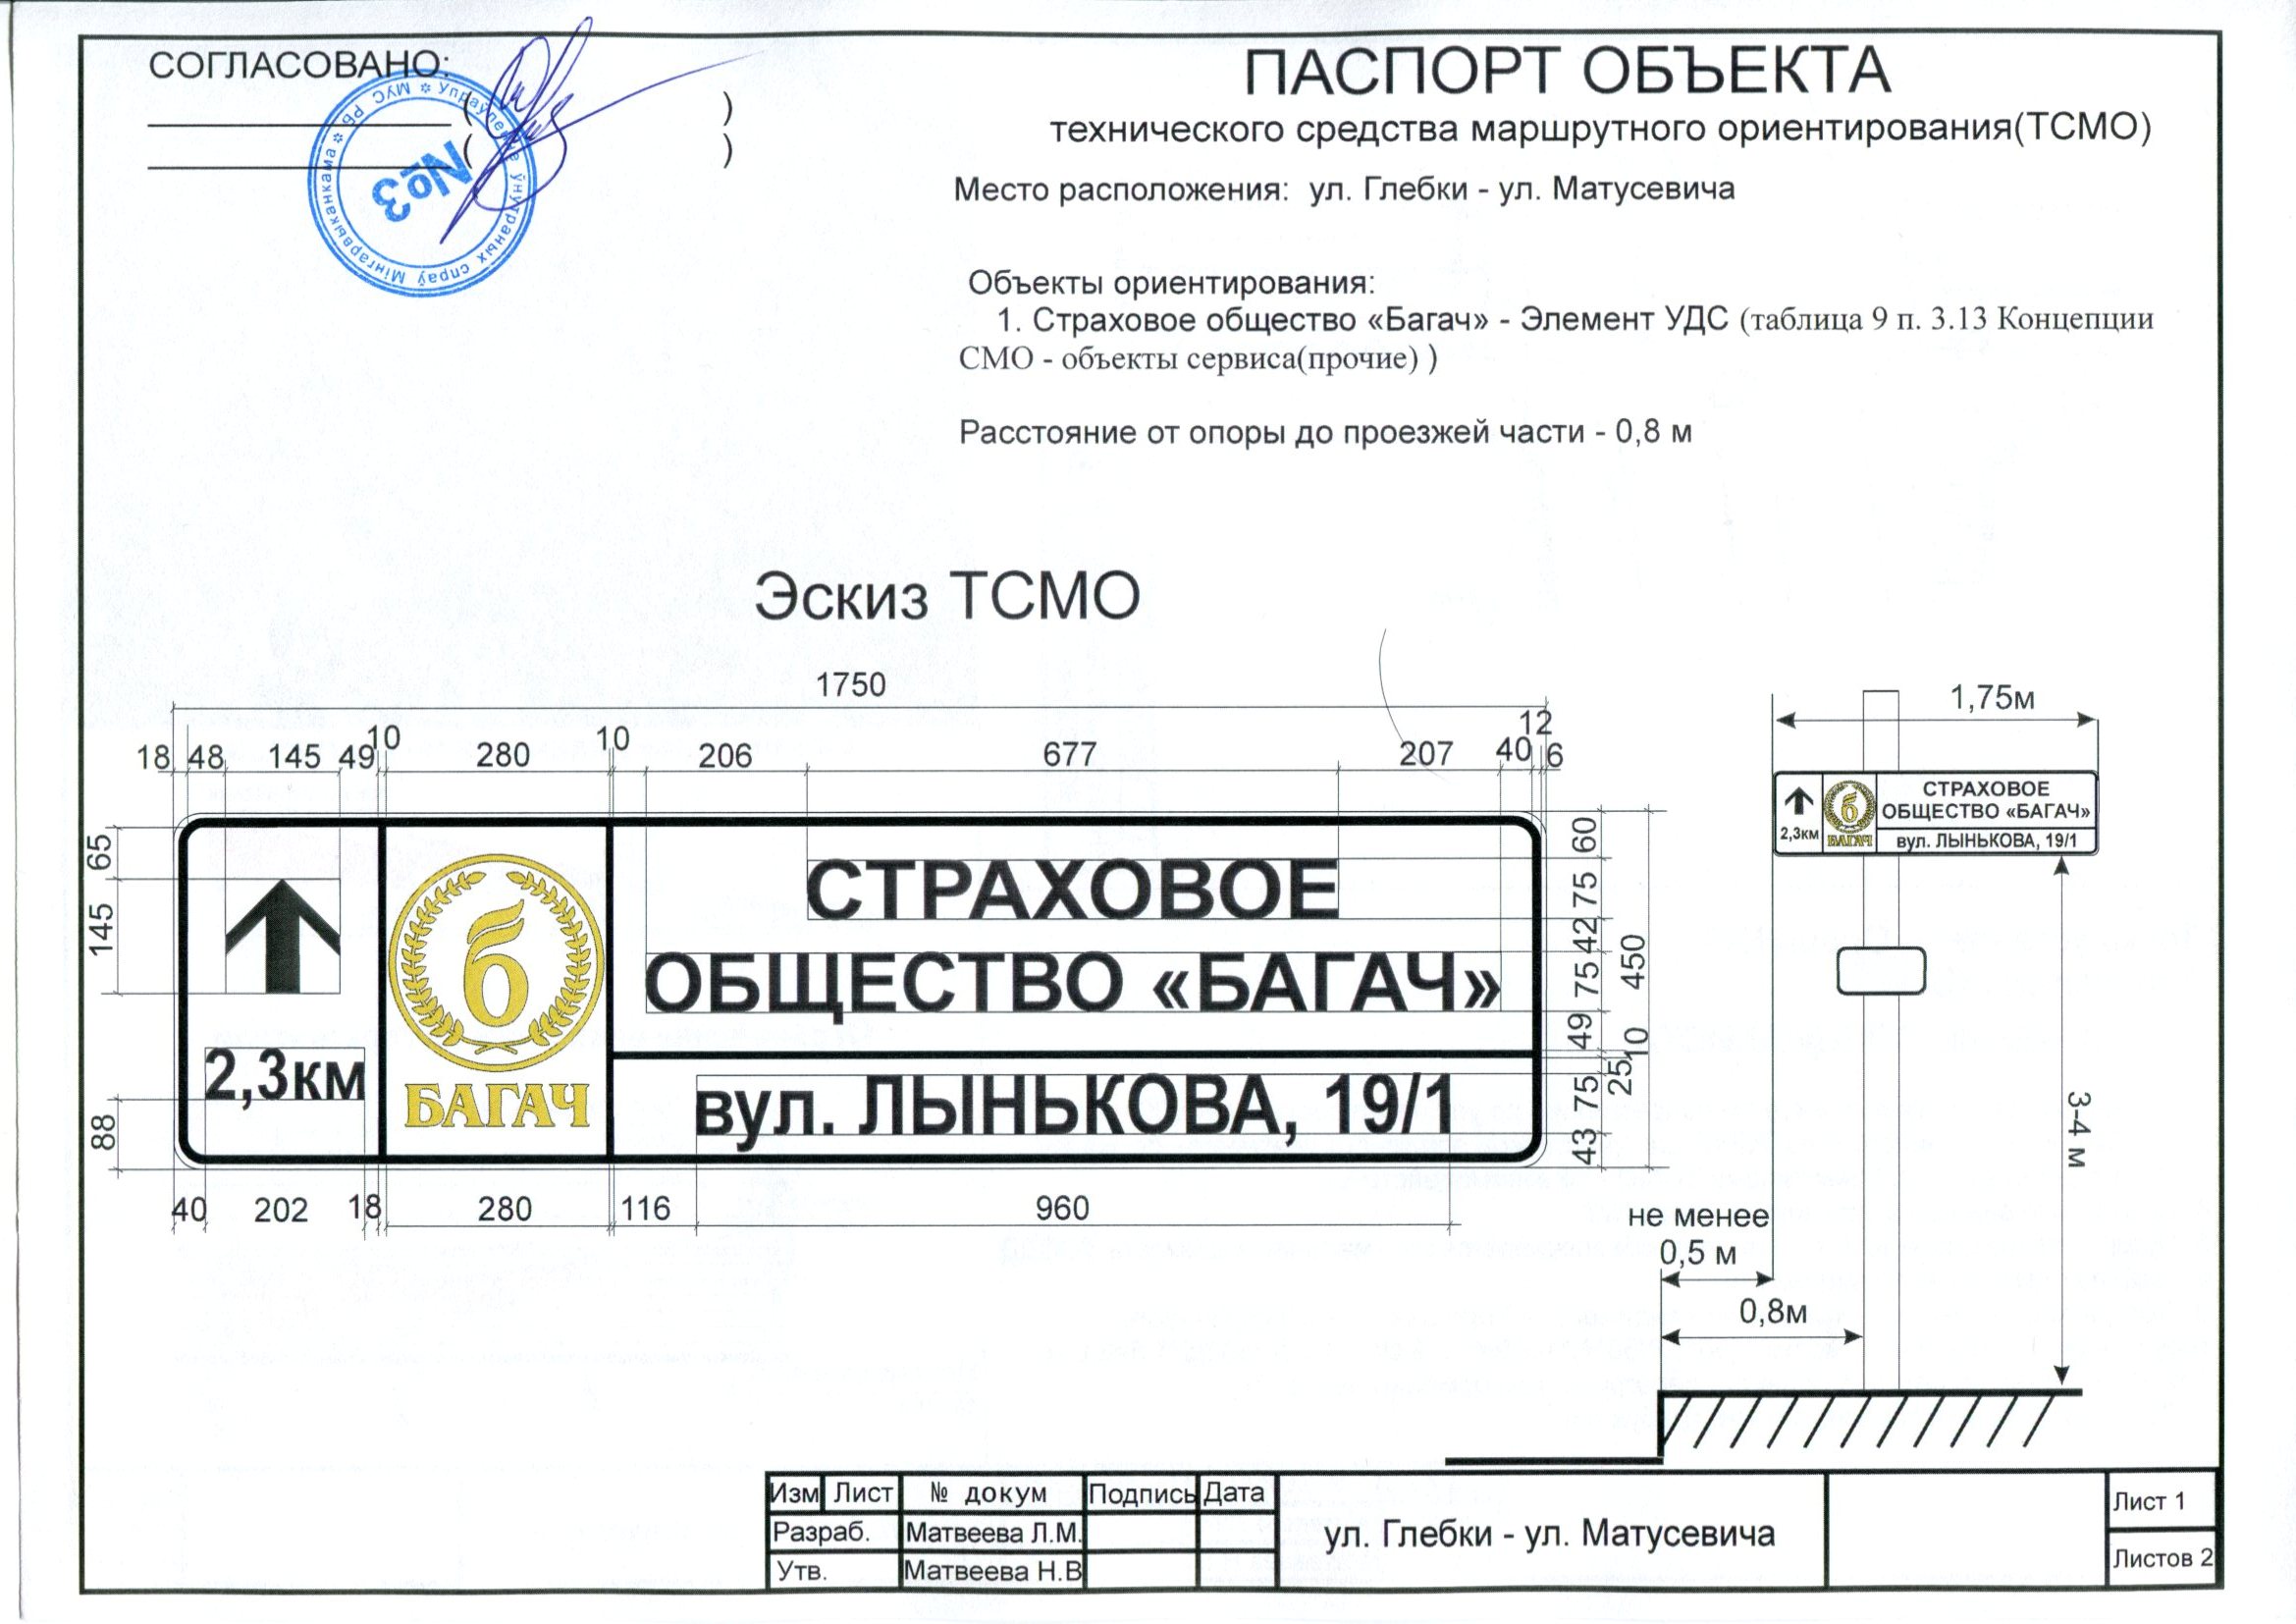 СОГЛАСОВАНО:
( )
( )
МУС РБ * Упраўленне ўнутраных спраў Мінгарвыканкама *
№3
ПАСПОРТ ОБЪЕКТА
технического средства маршрутного ориентирования(ТСМО)
Место расположения: ул. Глебки - ул. Матусевича
Объекты ориентирования:
1. Страховое общество «Багач» - Элемент УДС (таблица 9 п. 3.13 Концепции
СМО - объекты сервиса(прочие) )
Расстояние от опоры до проезжей части - 0,8 м
Эскиз ТСМО
1750
18 48 145 49 10 280 10 206 677 207 40 12 6
65
145
88
2,3км
б
БАГАЧ
СТРАХОВОЕ
ОБЩЕСТВО «БАГАЧ»
вул. ЛЫНЬКОВА, 19/1
60
75
42
75
49
10
25
75
43
450
40 202 18 280 116 960
1,75м
2,3км
б
БАГАЧ
СТРАХОВОЕ
ОБЩЕСТВО «БАГАЧ»
вул. ЛЫНЬКОВА, 19/1
3-4 м
не менее
0,5 м
0,8м
Изм Лист № докум Подпись Дата
Разраб. Матвеева Л.М.
Утв. Матвеева Н.В
ул. Глебки - ул. Матусевича
Лист 1
Листов 2